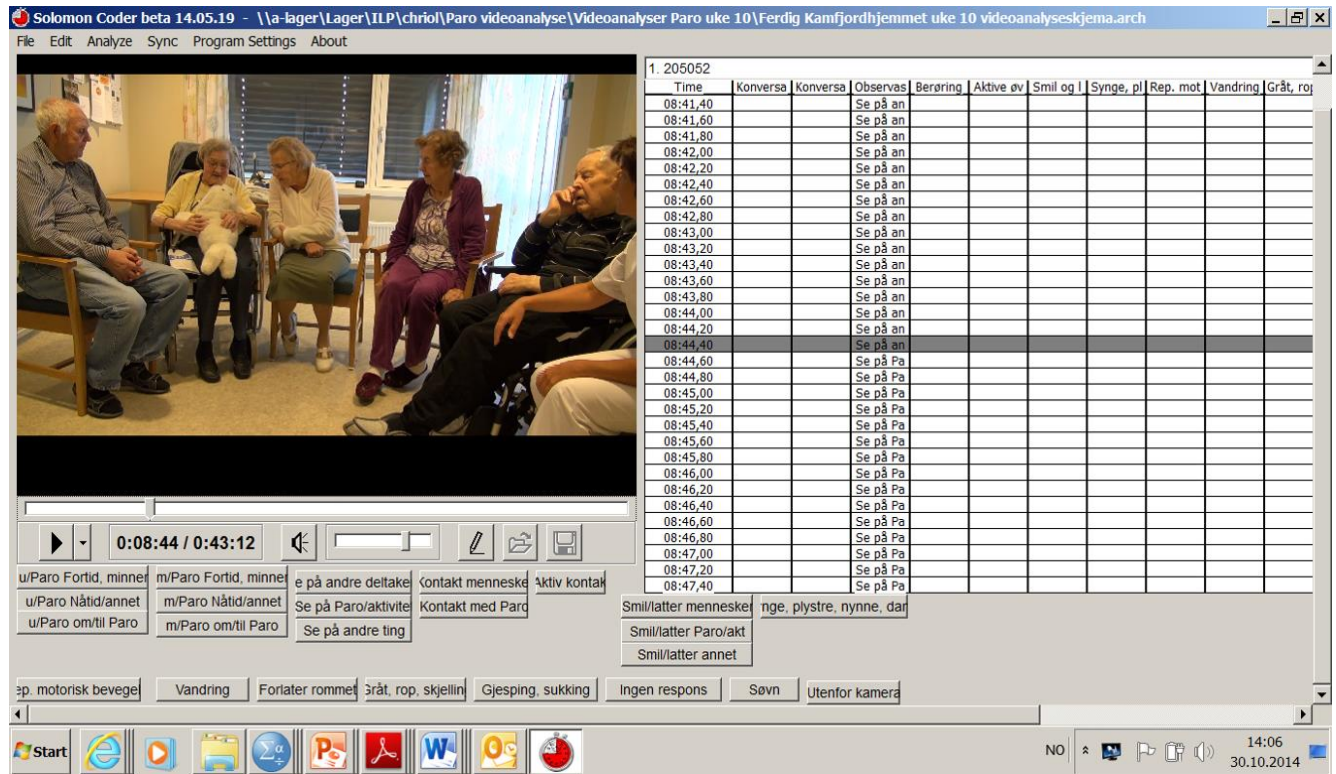 Solomon Coder beta 14.05.19 - \\a-lager\Lager\ILP\chriol\Paro videoanalyse\Videoanalyser Paro uke 10\Ferdig Kamfjordhjemmet uke 10 videoanalyseskjema.arch
File Edit Analyze Sync Program Settings About
1. 205052
Time Konversa Konversa Observas Berøring Aktive øv Smil og l Synge, pl Rep. mot Vandring Gråt, rop
08:41,40 Se på an
08:41,60 Se på an
08:41,80 Se på an
08:42,00 Se på an
08:42,20 Se på an
08:42,40 Se på an
08:42,60 Se på an
08:42,80 Se på an
08:43,00 Se på an
08:43,20 Se på an
08:43,40 Se på an
08:43,60 Se på an
08:43,80 Se på an
08:44,00 Se på an
08:44,20 Se på an
08:44,40 Se på an
08:44,60 Se på Pa
08:44,80 Se på Pa
08:45,00 Se på Pa
08:45,20 Se på Pa
08:45,40 Se på Pa
08:45,60 Se på Pa
08:45,80 Se på Pa
08:46,00 Se på Pa
08:46,20 Se på Pa
08:46,40 Se på Pa
08:46,60 Se på Pa
08:46,80 Se på Pa
08:47,00 Se på Pa
08:47,20 Se på Pa
08:47,40 Se på Pa
0:08:44 / 0:43:12
u/Paro Fortid, minner m/Paro Fortid, minner e på andre deltake Kontakt menneske Aktiv kontak
u/Paro Nåtid/annet m/Paro Nåtid/annet Se på Paro/aktivite Kontakt med Paro Smil/latter mennesker nge, plystre, nynne, dan
u/Paro om/til Paro m/Paro om/til Paro Se på andre ting Smil/latter Paro/akt
Smil/latter annet
ep. motorisk bevegel Vandring Forlater rommet Gråt, rop, skjelling Gjesping, sukking Ingen respons Søvn Utenfor kamera
Start NO 14:06
30.10.2014